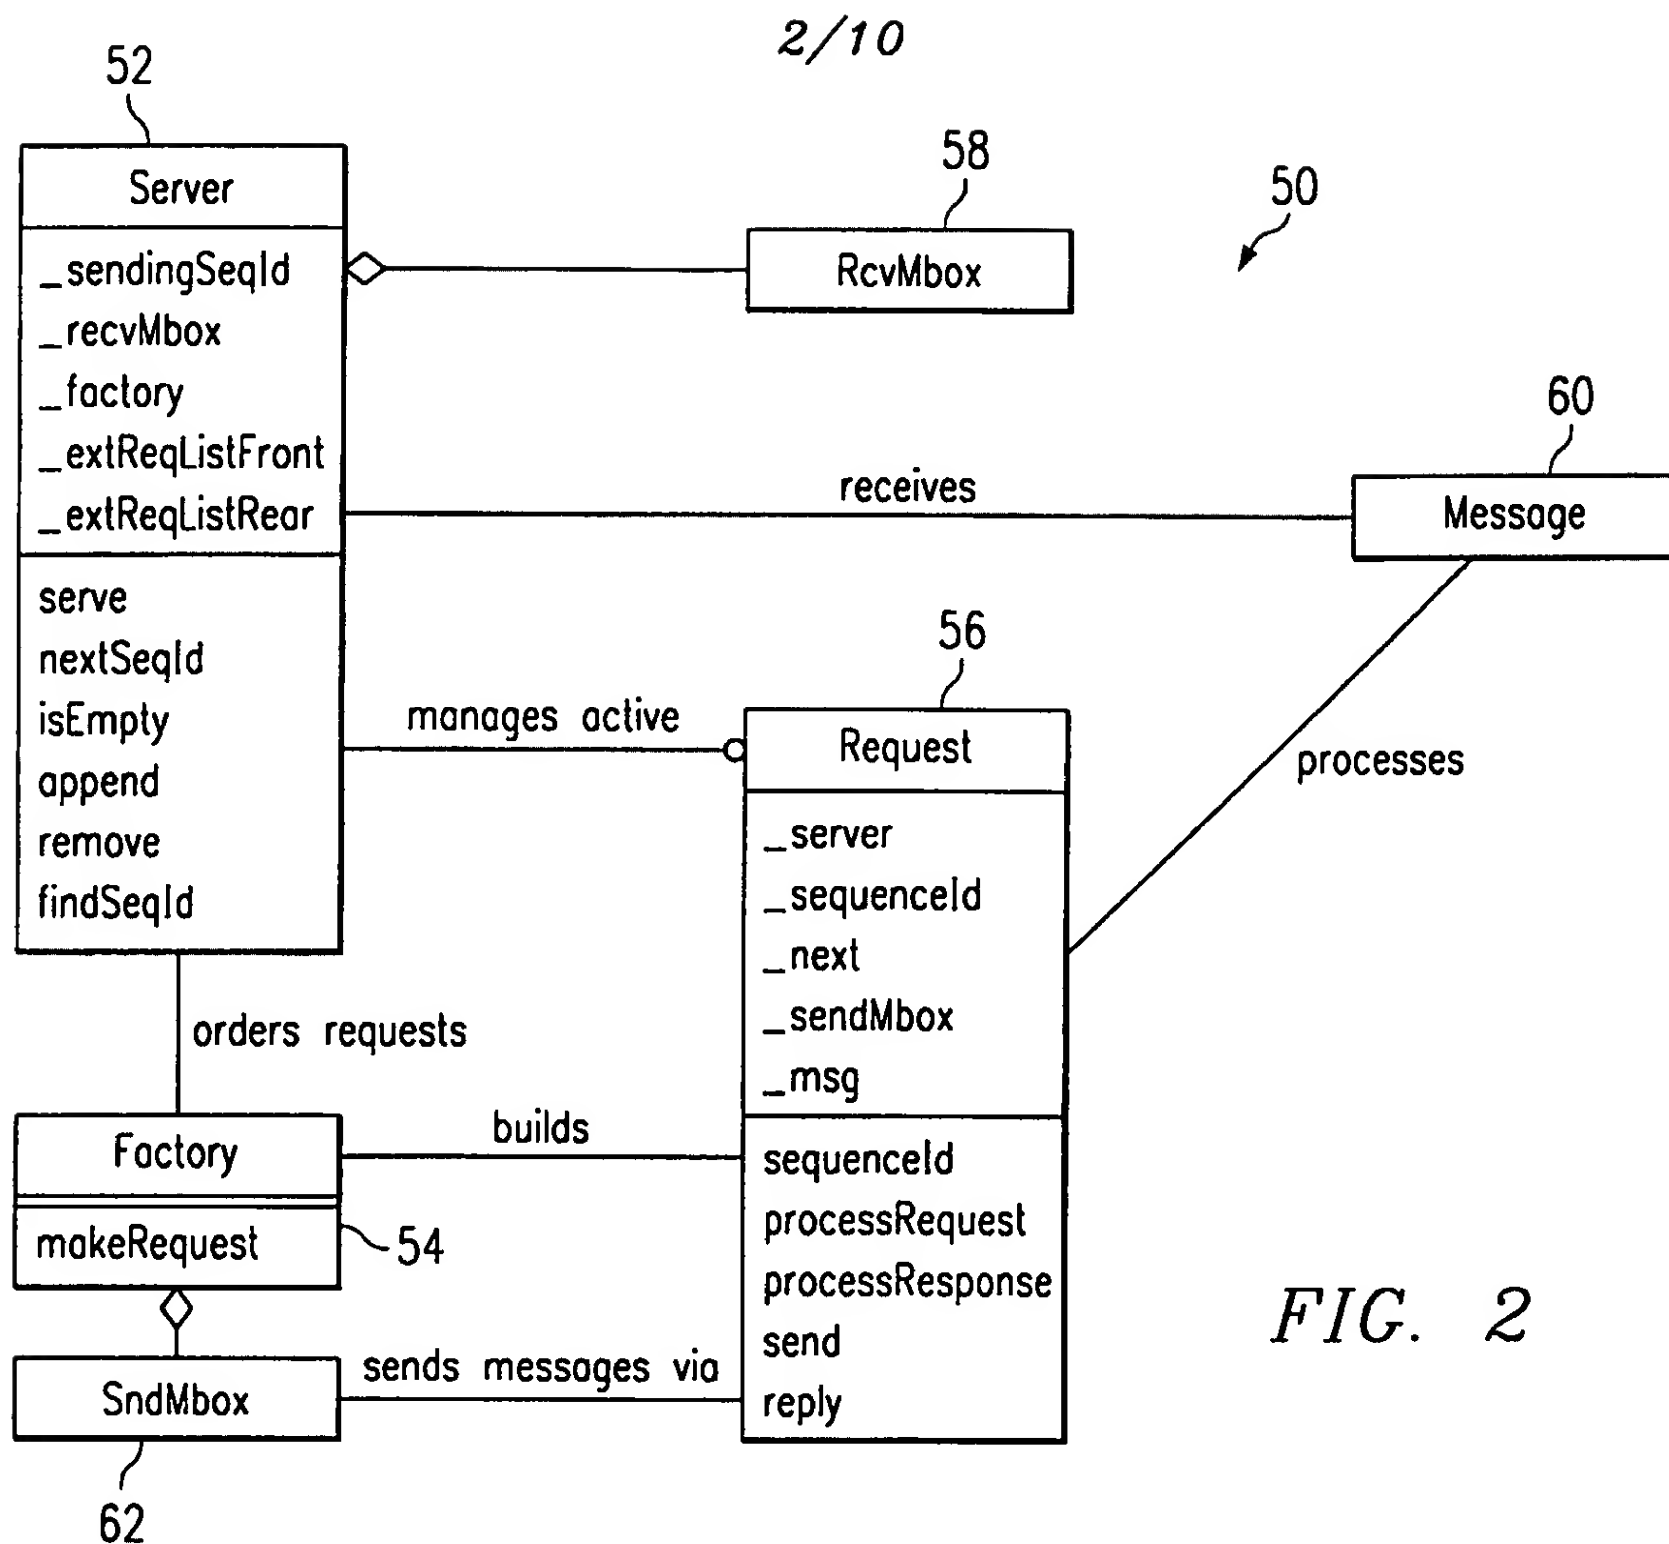 2/10
52
Server
_sendingSeqId
_recvMbox
_factory
_extReqListFront
_extReqListRear
serve
nextSeqId
isEmpty
append
remove
findSeqId
58
RcvMbox
50
60
Message
receives
56
manages active
Request
_server
_sequenceId
_next
_sendMbox
_msg
sequenceId
processRequest
processResponse
send
reply
processes
orders requests
Factory
makeRequest
54
builds
SndMbox
sends messages via
62
FIG. 2